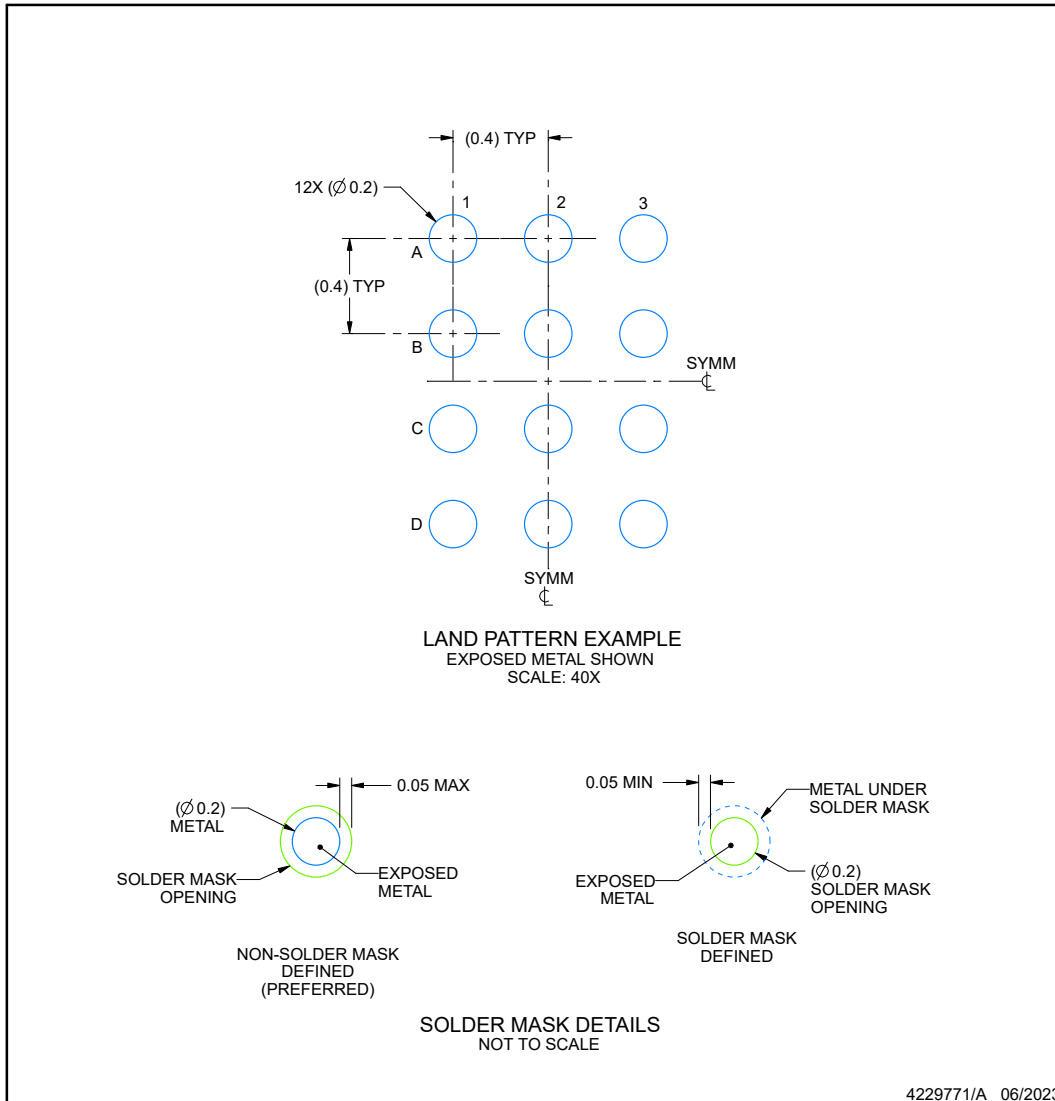 (0.4) TYP
12X (∅ 0.2)
1
2
3
A
(0.4) TYP
B
SYMM
℄
C
D
SYMM
℄
LAND PATTERN EXAMPLE
EXPOSED METAL SHOWN
SCALE: 40X
0.05 MAX
(∅ 0.2)
METAL
SOLDER MASK
OPENING
EXPOSED
METAL
NON-SOLDER MASK
DEFINED
(PREFERRED)
0.05 MIN
METAL UNDER
SOLDER MASK
EXPOSED
METAL
(∅ 0.2)
SOLDER MASK
OPENING
SOLDER MASK
DEFINED
SOLDER MASK DETAILS
NOT TO SCALE
4229771/A 06/2023